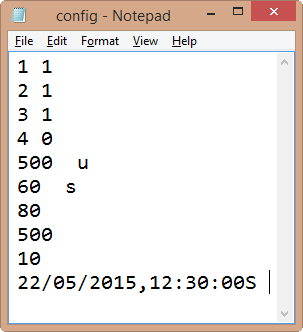 config - Notepad
File Edit Format View Help
1 1
2 1
3 1
4 0
500  u
60  s
80
500
10
22/05/2015,12:30:00S